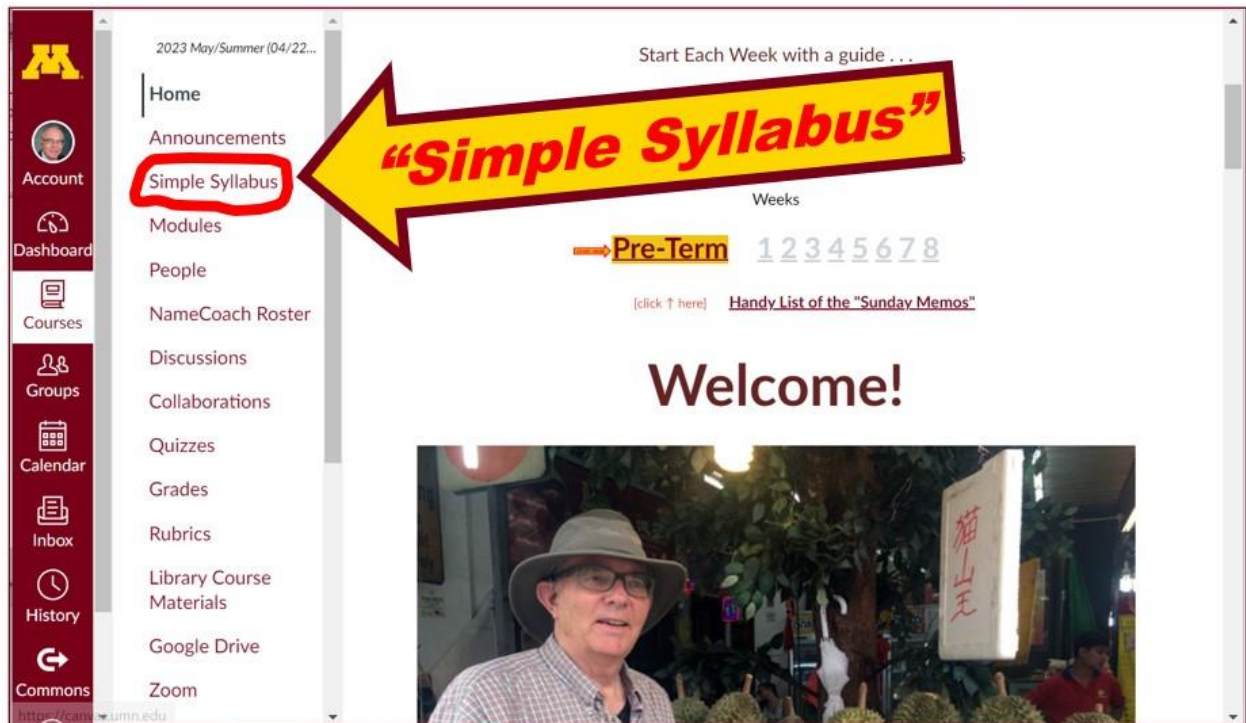 2023 May/Summer (04/22...
Home
Announcements
Simple Syllabus
Modules
People
NameCoach Roster
Discussions
Collaborations
Quizzes
Grades
Rubrics
Library Course
Materials
Google Drive
Zoom
M
Account
Dashboard
Courses
Groups
Calendar
Inbox
History
Commons
https://canvas.umn.edu
Start Each Week with a guide . . .
“Simple Syllabus”
Weeks
Pre-Term 1 2 3 4 5 6 7 8
[click ↑ here] Handy List of the "Sunday Memos"
Welcome!
猫山王